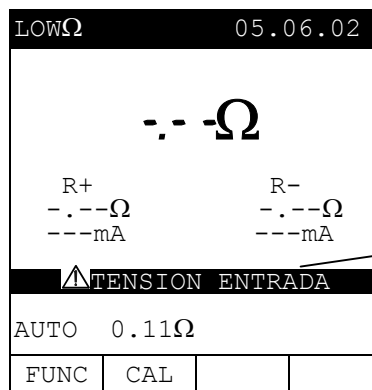 LOWΩ 05.06.02
-.- -Ω
R+ R-
-.--Ω -.--Ω
---mA ---mA
⚠TENSION ENTRADA
AUTO 0.11Ω
FUNC CAL